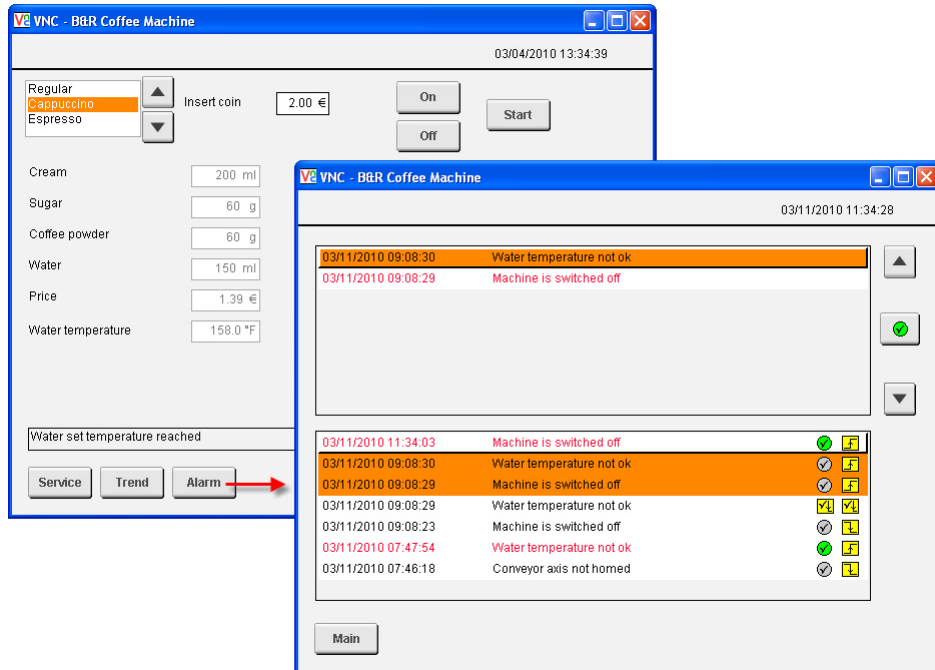 VNC - B&R Coffee Machine
03/04/2010 13:34:39
Regular
Cappuccino
Espresso
Insert coin 2.00 €
On
Off
Start
Cream 200 ml
Sugar 60 g
Coffee powder 60 g
Water 150 ml
Price 1.39 €
Water temperature 158.0 °F
Water set temperature reached
Service Trend Alarm
VNC - B&R Coffee Machine
03/11/2010 11:34:28
03/11/2010 09:08:30 Water temperature not ok
03/11/2010 09:08:29 Machine is switched off
03/11/2010 11:34:03 Machine is switched off
03/11/2010 09:08:30 Water temperature not ok
03/11/2010 09:08:29 Machine is switched off
03/11/2010 09:08:29 Water temperature not ok
03/11/2010 09:08:23 Machine is switched off
03/11/2010 07:47:54 Water temperature not ok
03/11/2010 07:46:18 Conveyor axis not homed
Main